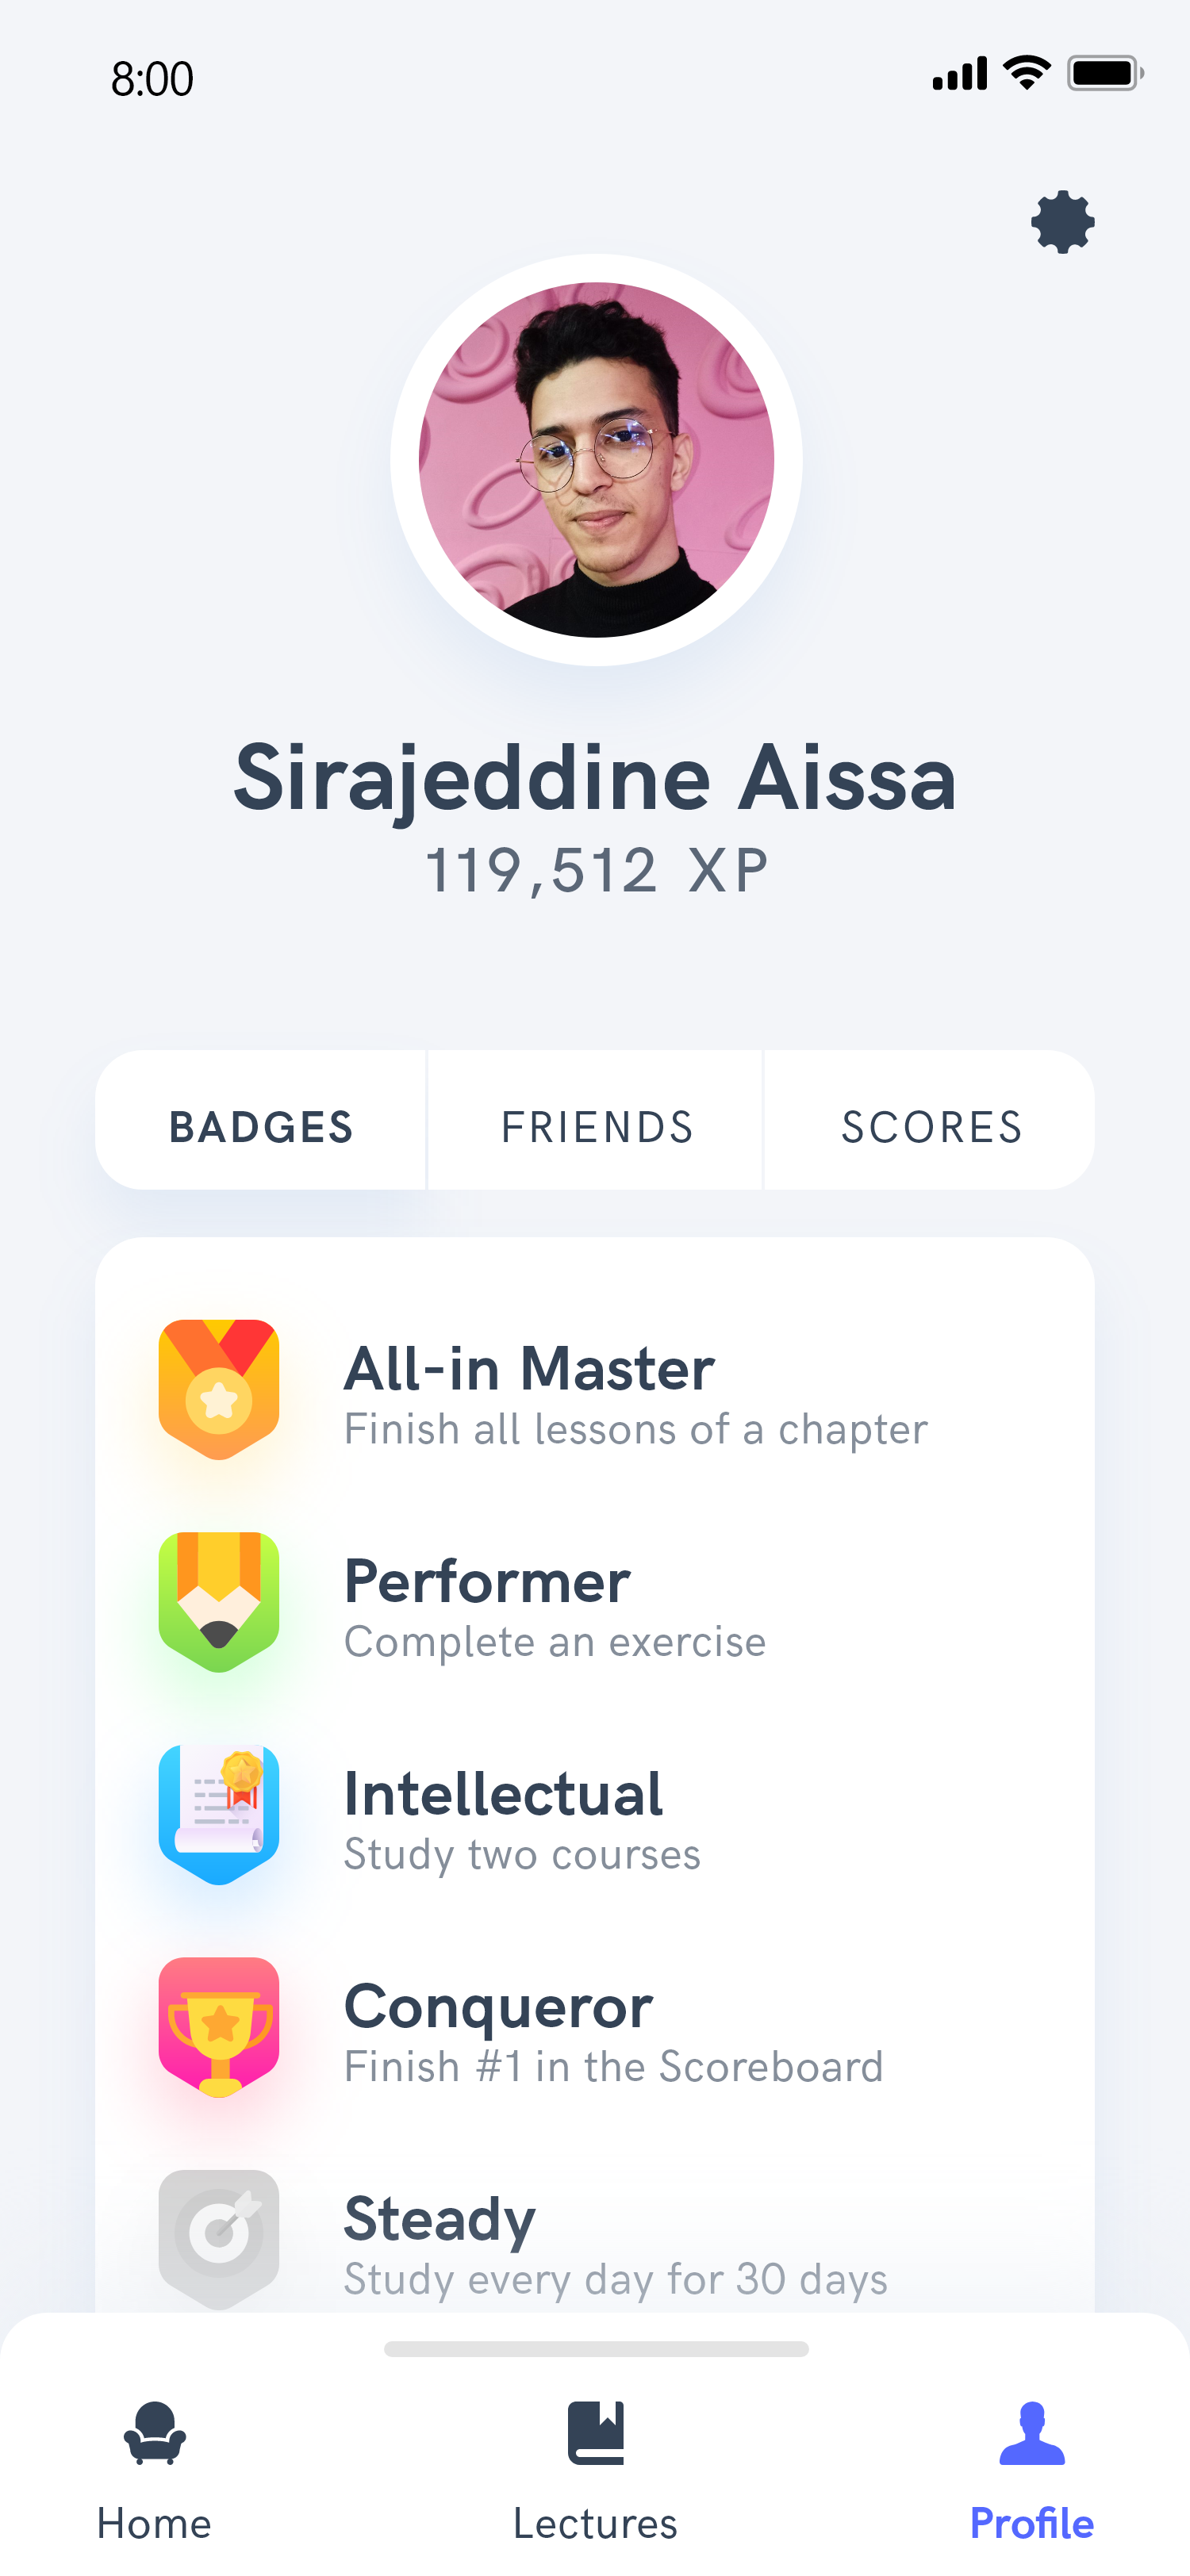 8:00
Sirajeddine Aissa
119,512 XP
BADGES
FRIENDS
SCORES
All-in Master
Finish all lessons of a chapter
Performer
Complete an exercise
Intellectual
Study two courses
Conqueror
Finish #1 in the Scoreboard
Steady
Study every day for 30 days
Home
Lectures
Profile